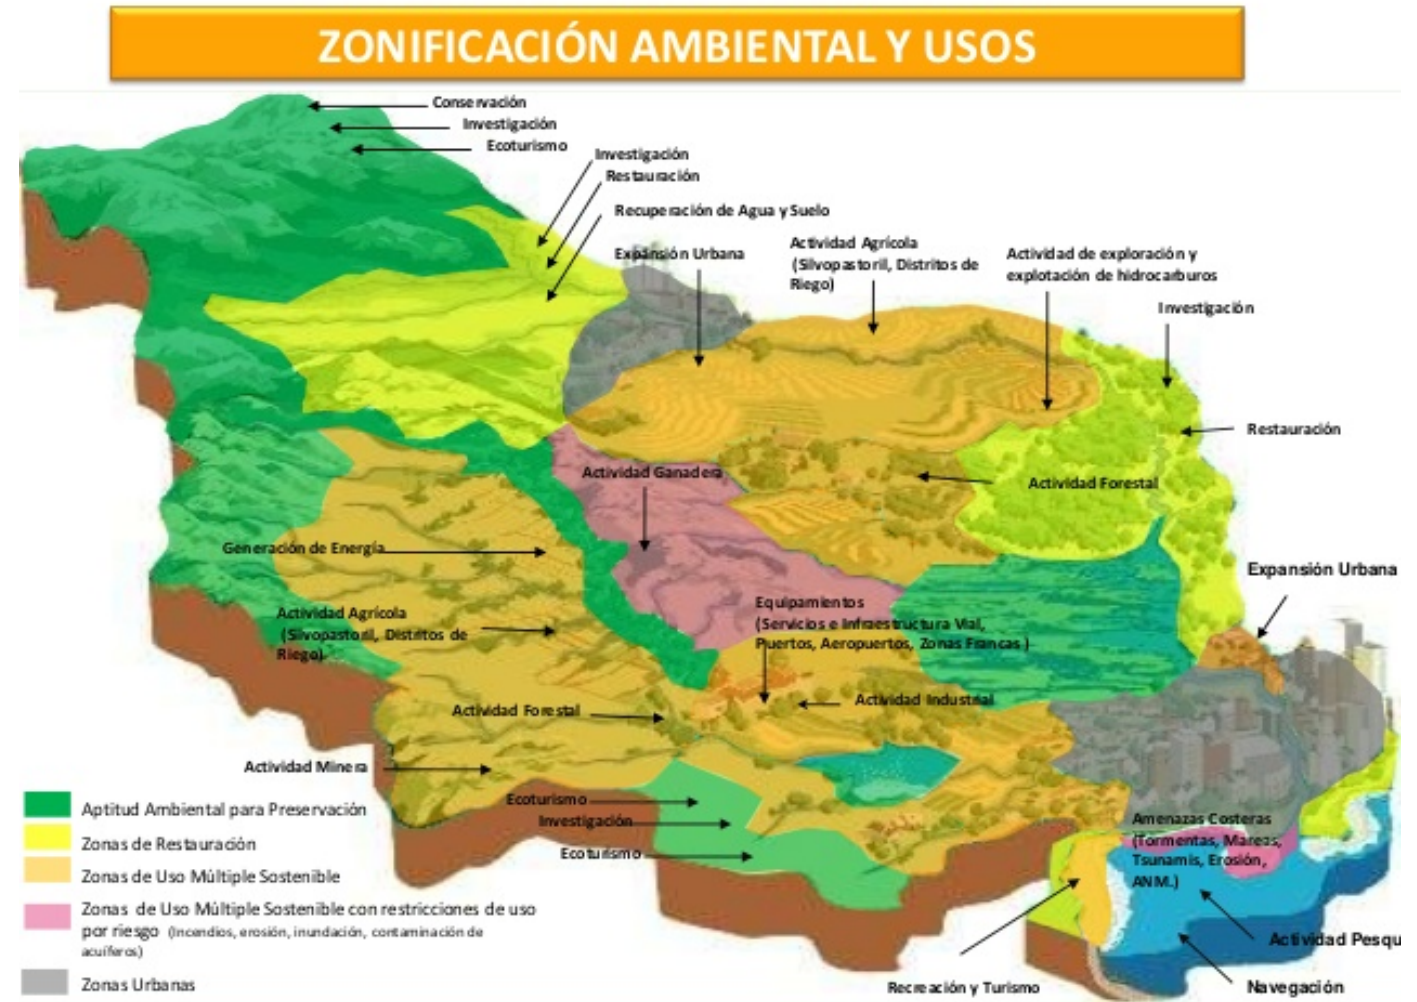 ZONIFICACIÓN AMBIENTAL Y USOS
Conservación
Investigación
Ecoturismo
Investigación
Restauración
Recuperación de Agua y Suelo
Expansión Urbana
Actividad Agrícola
(Silvopastoril, Distritos de
Riego)
Actividad de exploración y
explotación de hidrocarburos
Investigación
Restauración
Actividad Ganadera
Actividad Forestal
Generación de Energía
Expansión Urbana
Actividad Agrícola
(Silvopastoril, Distritos de
Riego)
Equipamientos
(Servicios e Infraestructura Vial,
Puertos, Aeropuertos, Zonas Francas )
Actividad Forestal
Actividad Industrial
Actividad Minera
Ecoturismo
Investigación
Ecoturismo
Amenazas Costeras
(Tormentas, Mareas,
Tsunamis, Erosión,
ANM.)
Actividad Pesqu
Recreación y Turismo
Navegación
Aptitud Ambiental para Preservación
Zonas de Restauración
Zonas de Uso Múltiple Sostenible
Zonas de Uso Múltiple Sostenible con restricciones de uso
por riesgo (Incendios, erosión, inundación, contaminación de
acuíferos)
Zonas Urbanas